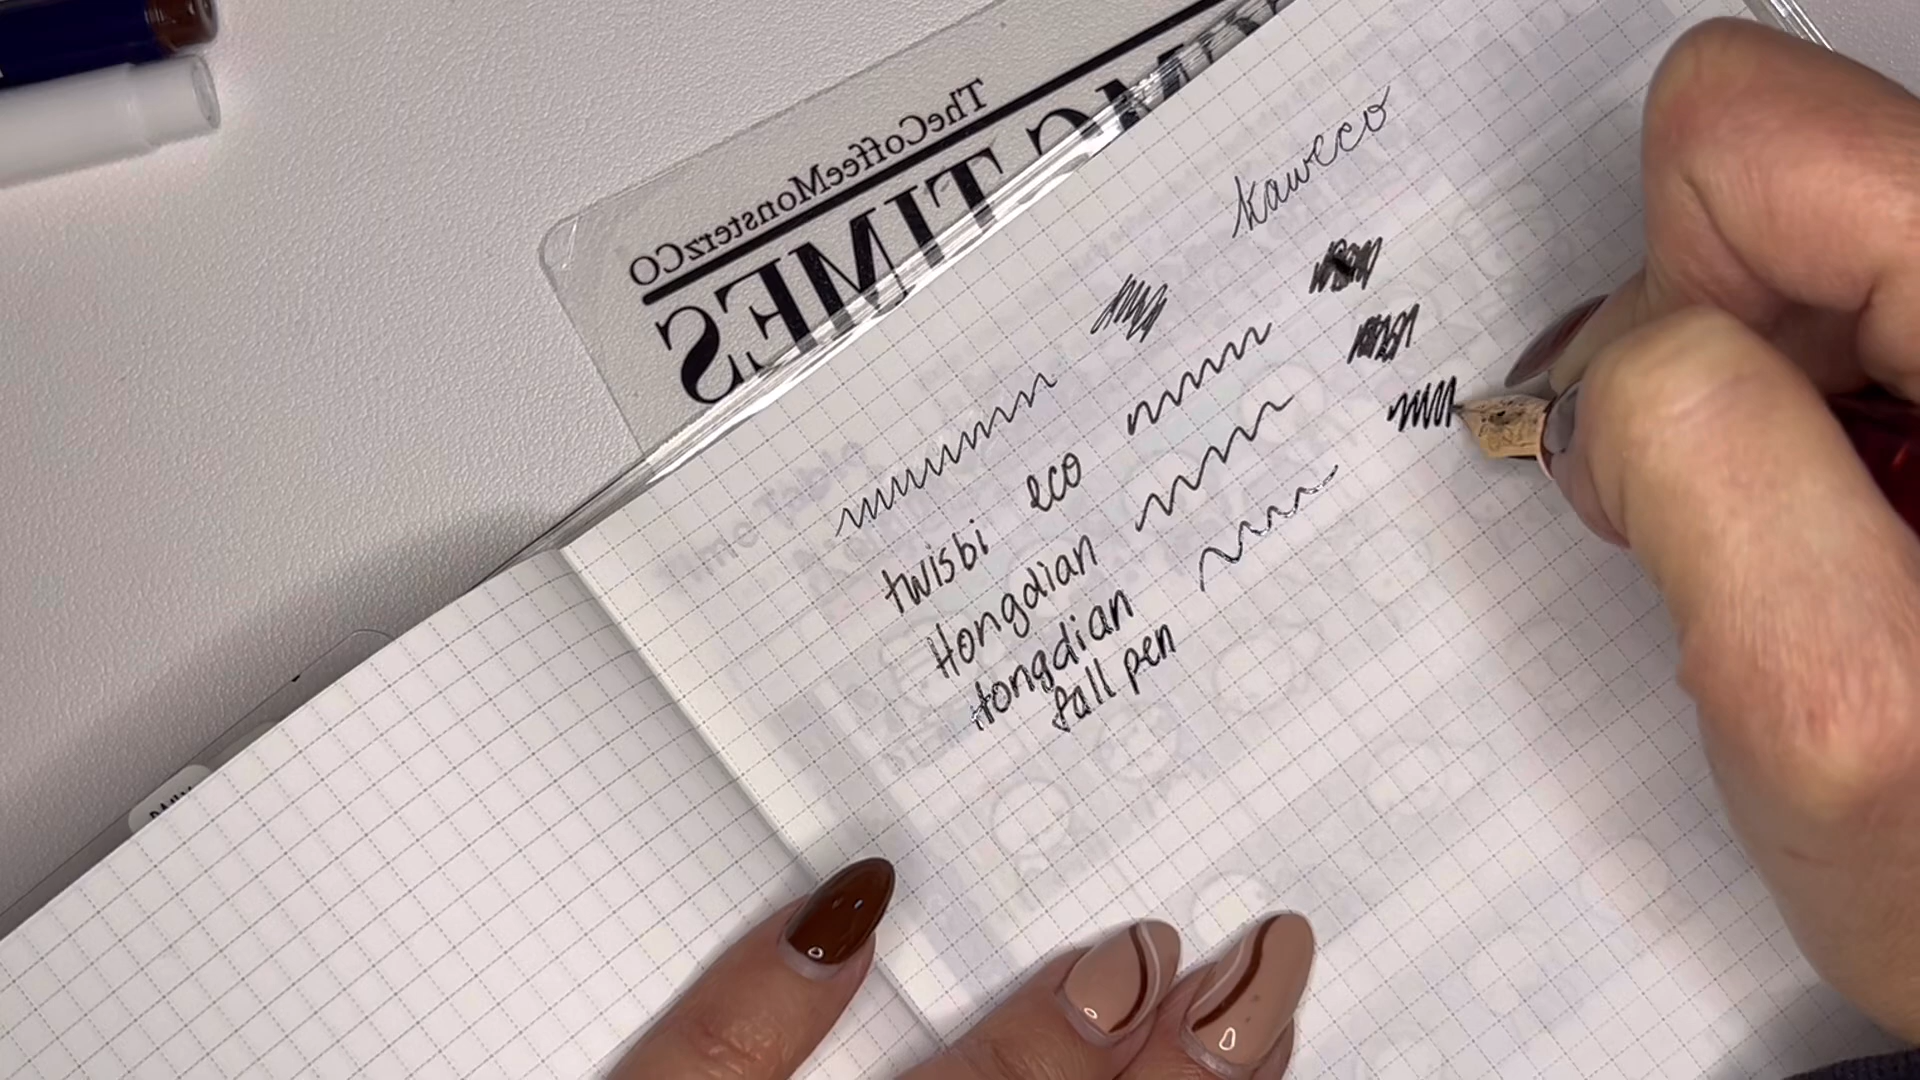 TheCoffeeMonsterzCo
TIMES
kaweco
twisbi eco
Hongdian
Hongdian
fall pen